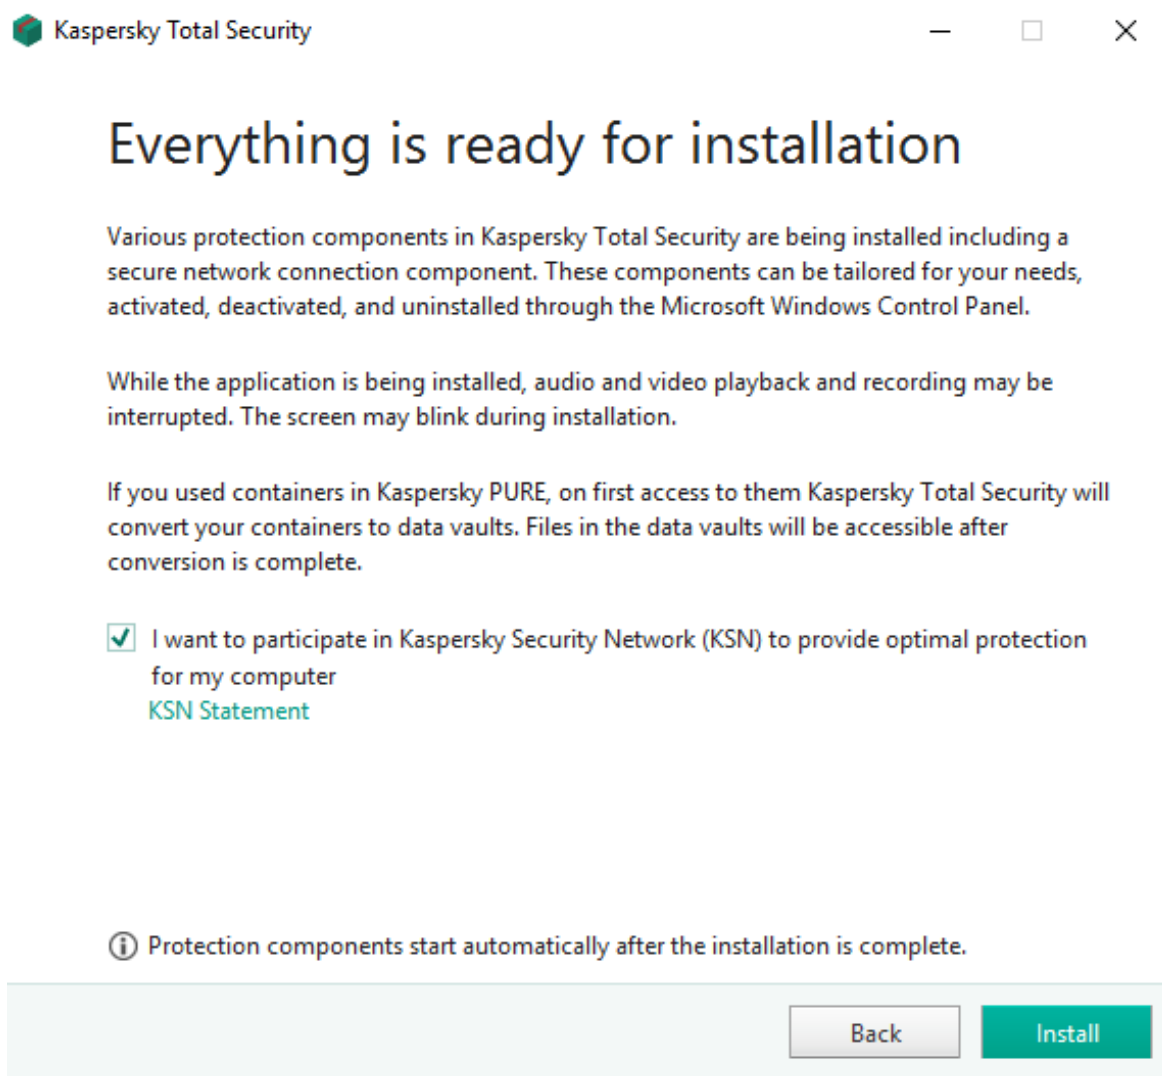 Kaspersky Total Security
Everything is ready for installation
Various protection components in Kaspersky Total Security are being installed including a
secure network connection component. These components can be tailored for your needs,
activated, deactivated, and uninstalled through the Microsoft Windows Control Panel.
While the application is being installed, audio and video playback and recording may be
interrupted. The screen may blink during installation.
If you used containers in Kaspersky PURE, on first access to them Kaspersky Total Security will
convert your containers to data vaults. Files in the data vaults will be accessible after
conversion is complete.
I want to participate in Kaspersky Security Network (KSN) to provide optimal protection
for my computer
KSN Statement
Protection components start automatically after the installation is complete.
Back
Install